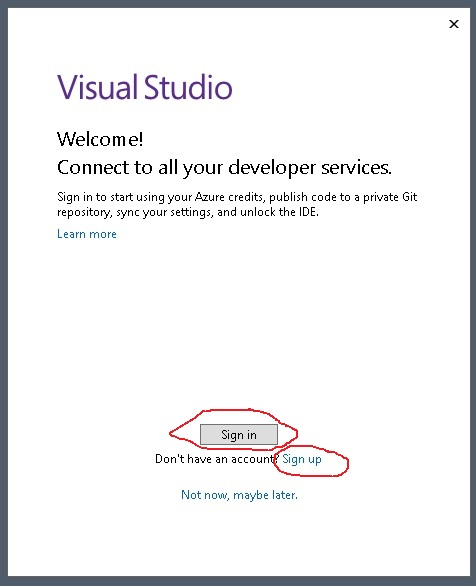 Visual Studio
Welcome!
Connect to all your developer services.
Sign in to start using your Azure credits, publish code to a private Git
repository, sync your settings, and unlock the IDE.
Learn more
Sign in
Don't have an account? Sign up
Not now, maybe later.